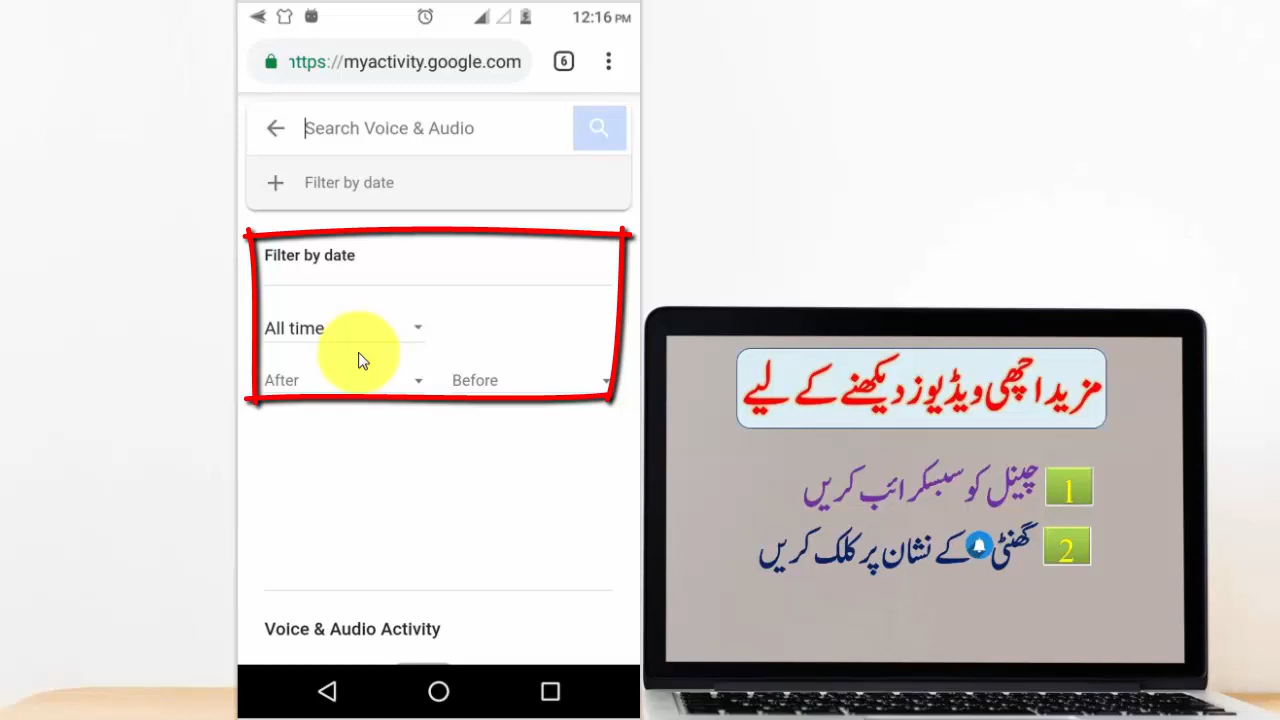 12:16 PM
https://myactivity.google.com
6
Search Voice & Audio
Filter by date
Filter by date
All time
After
Before
Voice & Audio Activity
مزید اچھی ویڈیوز دیکھنے کے لیے
1 چینل کو سبسکرائب کریں
2 گھنٹی کے نشان پر کلک کریں